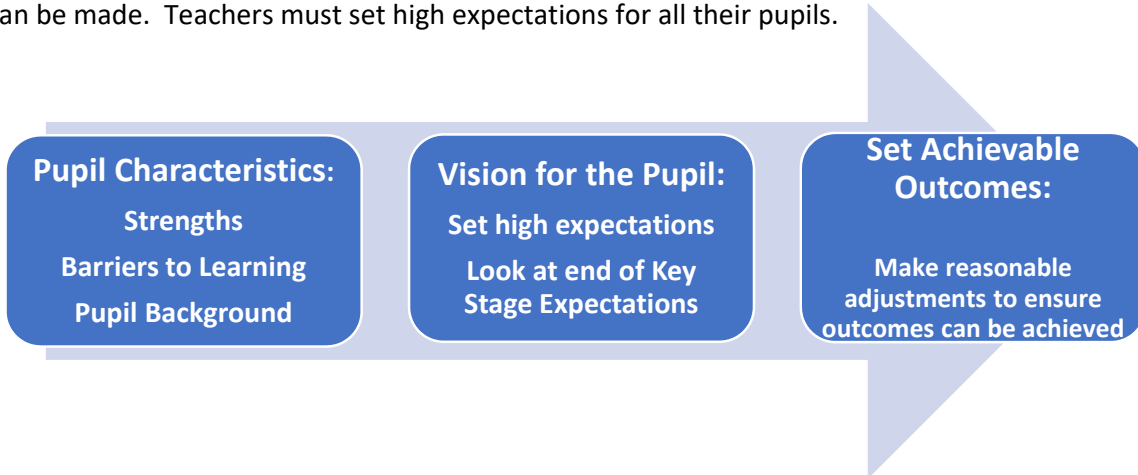 an be made.  Teachers must set high expectations for all their pupils.
Pupil Characteristics:
Strengths
Barriers to Learning
Pupil Background
Vision for the Pupil:
Set high expectations
Look at end of Key
Stage Expectations
Set Achievable
Outcomes:
Make reasonable
adjustments to ensure
outcomes can be achieved